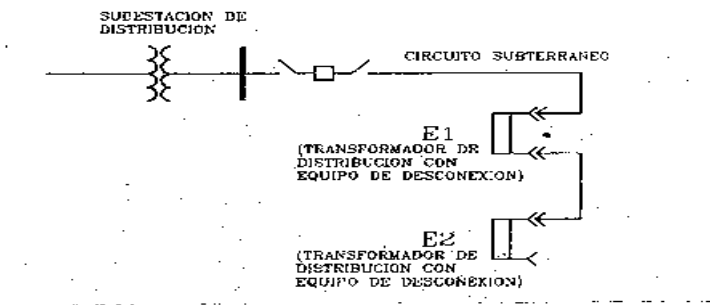 SUBESTACION DE
DISTRIBUCION
CIRCUITO SUBTERRANEO
E1
(TRANSFORMADOR DE
DISTRIBUCION CON
EQUIPO DE DESCONEXION)
E2
(TRANSFORMADOR DE
DISTRIBUCION CON
EQUIPO DE DESCONEXION)